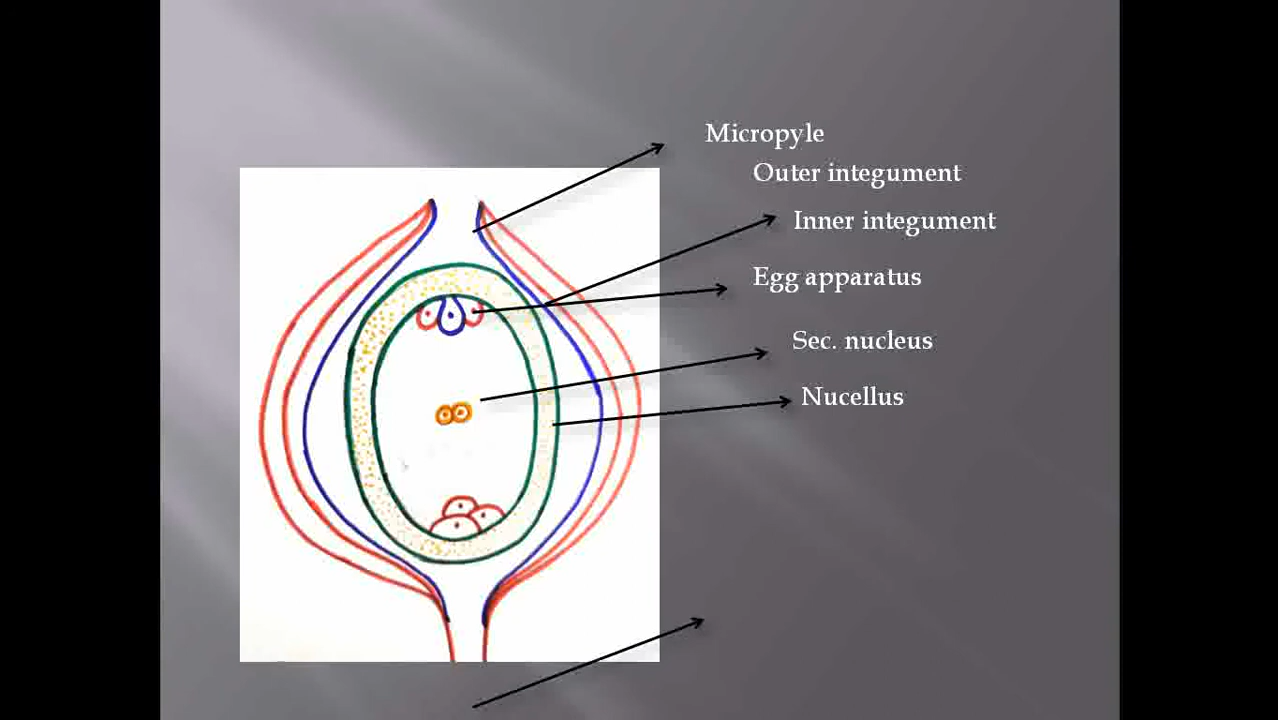 Micropyle
Outer integument
Inner integument
Egg apparatus
Sec. nucleus
Nucellus